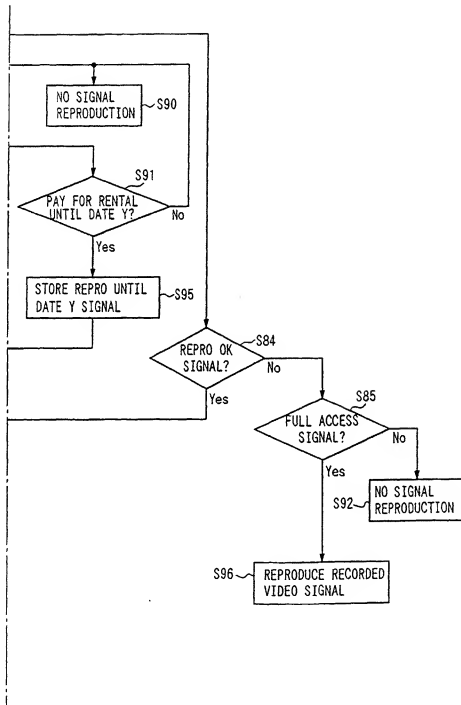 NO SIGNAL
REPRODUCTION
S90
S91
PAY FOR RENTAL
UNTIL DATE Y?
No
Yes
STORE REPRO UNTIL
DATE Y SIGNAL
S95
S84
REPRO OK
SIGNAL?
No
Yes
S85
FULL ACCESS
SIGNAL?
No
Yes
S92
NO SIGNAL
REPRODUCTION
S96
REPRODUCE RECORDED
VIDEO SIGNAL